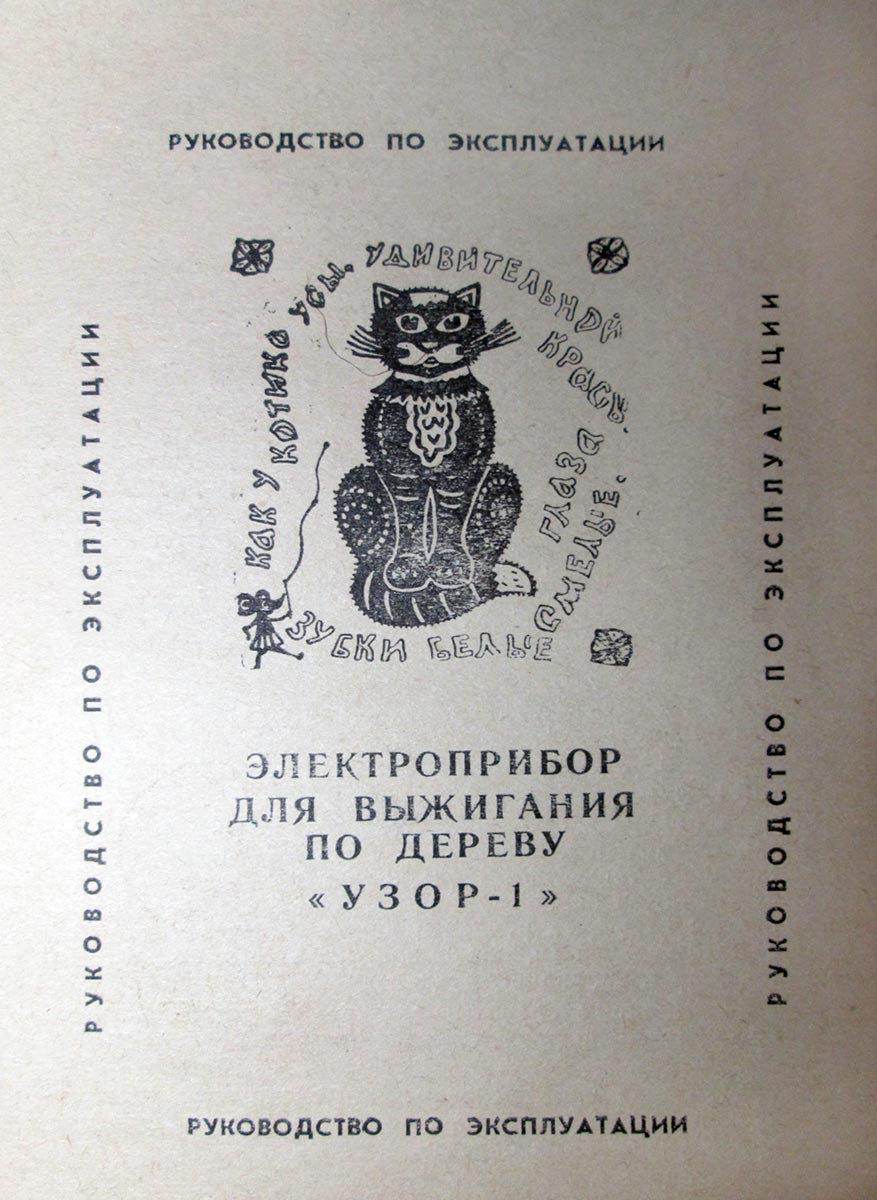 РУКОВОДСТВО ПО ЭКСПЛУАТАЦИИ
КАК У КОТИКА УСЫ, УДИВИТЕЛЬНОЙ КРАСЫ.
ГЛАЗА СМЕЛЫЕ.
ЗУБКИ БЕЛЫЕ
РУКОВОДСТВО ПО ЭКСПЛУАТАЦИИ
РУКОВОДСТВО ПО ЭКСПЛУАТАЦИИ
ЭЛЕКТРОПРИБОР
ДЛЯ ВЫЖИГАНИЯ
ПО ДЕРЕВУ
«УЗОР-1»
РУКОВОДСТВО ПО ЭКСПЛУАТАЦИИ